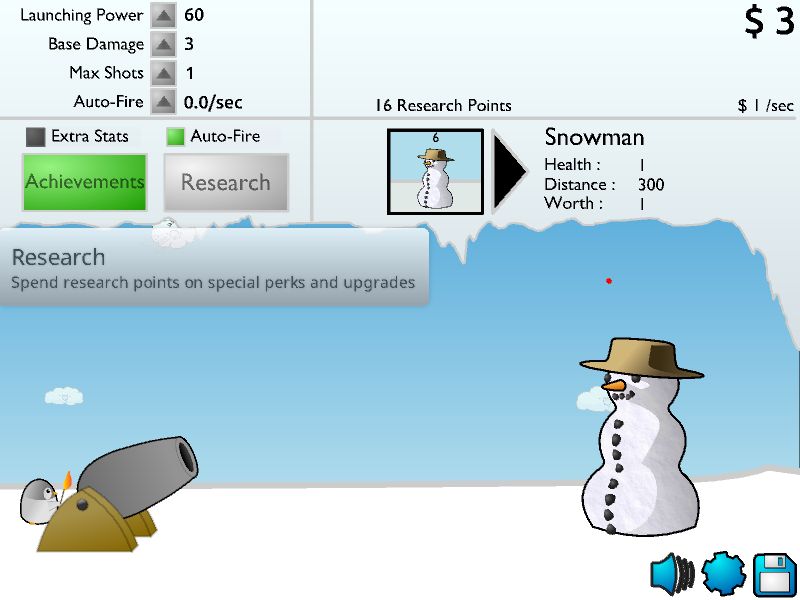 Launching Power 60
$ 3
Base Damage 3
Max Shots 1
Auto-Fire 0.0/sec
16 Research Points
$ 1 /sec
Extra Stats
Auto-Fire
6
Snowman
Health : 1
Distance : 300
Worth : 1
Achievements
Research
Research
Spend research points on special perks and upgrades